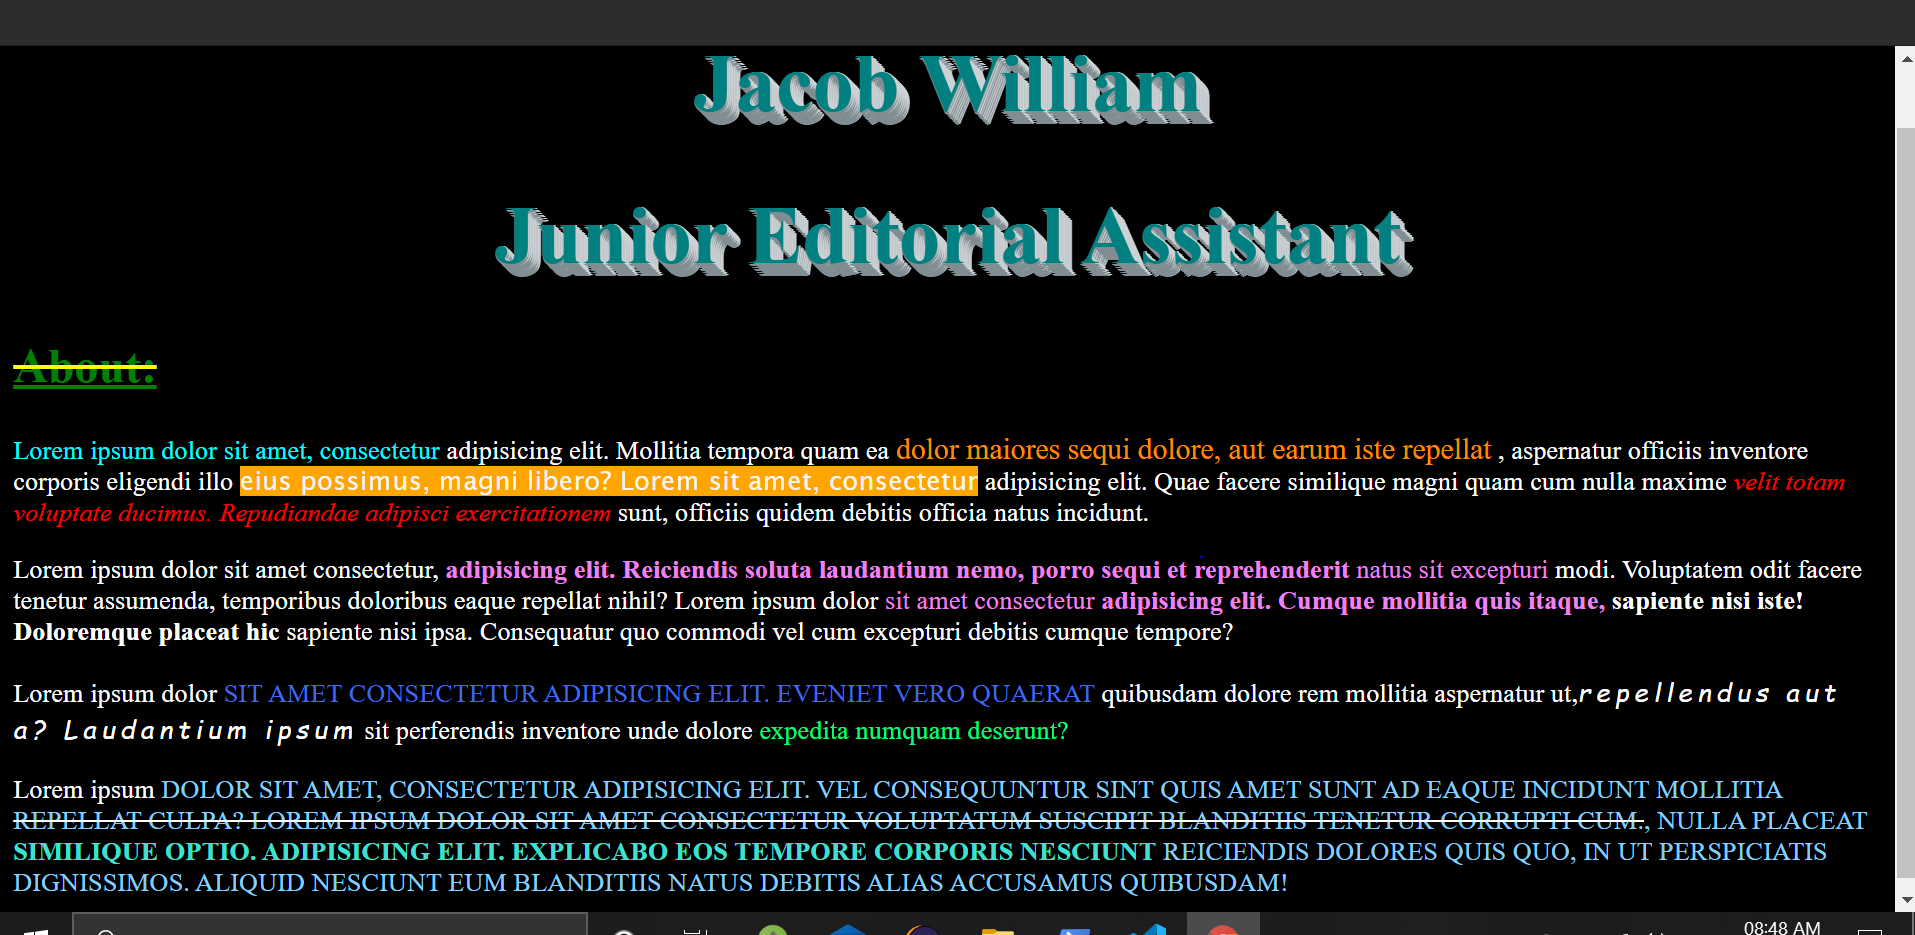 Jacob William
Junior Editorial Assistant
About:
Lorem ipsum dolor sit amet, consectetur adipisicing elit. Mollitia tempora quam ea dolor maiores sequi dolore, aut earum iste repellat , aspernatur officiis inventore
corporis eligendi illo eius possimus, magni libero? Lorem sit amet, consectetur adipisicing elit. Quae facere similique magni quam cum nulla maxime velit totam
voluptate ducimus. Repudiandae adipisci exercitationem sunt, officiis quidem debitis officia natus incidunt.
Lorem ipsum dolor sit amet consectetur, adipisicing elit. Reiciendis soluta laudantium nemo, porro sequi et reprehenderit natus sit excepturi modi. Voluptatem odit facere
tenetur assumenda, temporibus doloribus eaque repellat nihil? Lorem ipsum dolor sit amet consectetur adipisicing elit. Cumque mollitia quis itaque, sapiente nisi iste!
Doloremque placeat hic sapiente nisi ipsa. Consequatur quo commodi vel cum excepturi debitis cumque tempore?
Lorem ipsum dolor SIT AMET CONSECTETUR ADIPISICING ELIT. EVENIET VERO QUAERAT quibusdam dolore rem mollitia aspernatur ut,repellendus aut
a? Laudantium ipsum sit perferendis inventore unde dolore expedita numquam deserunt?
Lorem ipsum DOLOR SIT AMET, CONSECTETUR ADIPISICING ELIT. VEL CONSEQUUNTUR SINT QUIS AMET SUNT AD EAQUE INCIDUNT MOLLITIA
REPELLAT CULPA? LOREM IPSUM DOLOR SIT AMET CONSECTETUR VOLUPTATUM SUSCIPIT BLANDITIIS TENETUR CORRUPTI CUM., NULLA PLACEAT
SIMILIQUE OPTIO. ADIPISICING ELIT. EXPLICABO EOS TEMPORE CORPORIS NESCIUNT REICIENDIS DOLORES QUIS QUO, IN UT PERSPICIATIS
DIGNISSIMOS. ALIQUID NESCIUNT EUM BLANDITIIS NATUS DEBITIS ALIAS ACCUSAMUS QUIBUSDAM!
08:48 AM